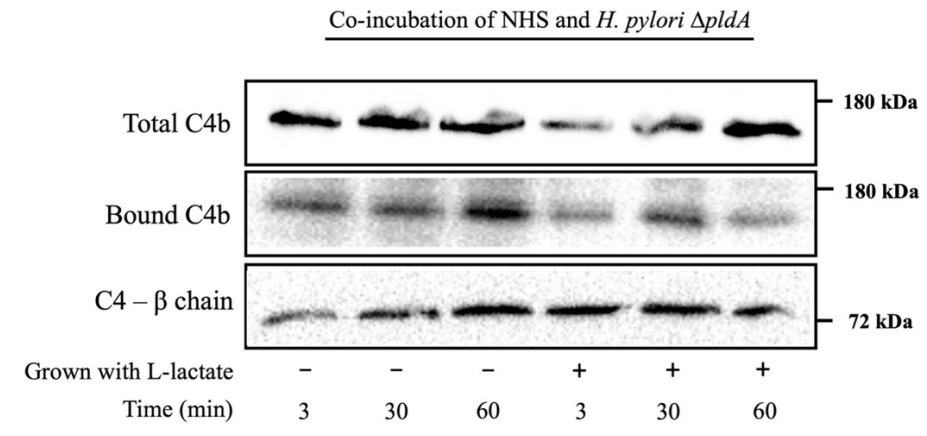 Co-incubation of NHS and H. pylori ΔpldA
Total C4b
180 kDa
Bound C4b
180 kDa
C4 – β chain
72 kDa
Grown with L-lactate – – – + + +
Time (min) 3 30 60 3 30 60